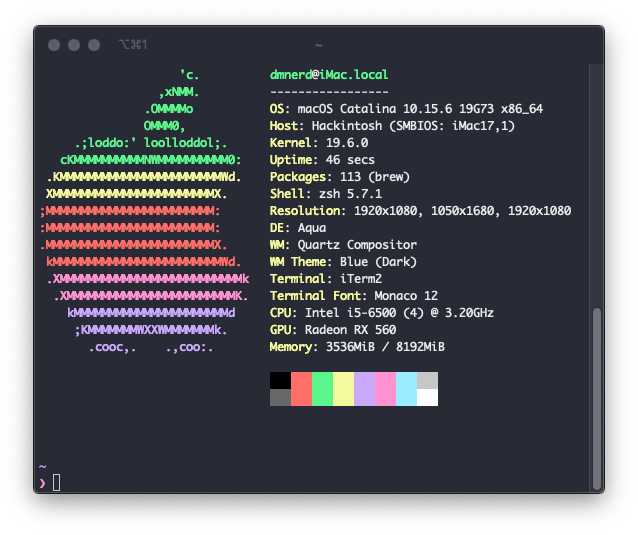 ⌥⌘1
~
'c.
,xNMM.
.OMMMMo
OMMM0,
.;loddo:' loolloddol;.
cKMMMMMMMMMMNWMMMMMMMMMM0:
.KMMMMMMMMMMMMMMMMMMMMMMMWd.
XMMMMMMMMMMMMMMMMMMMMMMMX.
;MMMMMMMMMMMMMMMMMMMMMMMM:
:MMMMMMMMMMMMMMMMMMMMMMMM:
.MMMMMMMMMMMMMMMMMMMMMMMMX.
kMMMMMMMMMMMMMMMMMMMMMMMMWd.
.XMMMMMMMMMMMMMMMMMMMMMMMMMMk
.XMMMMMMMMMMMMMMMMMMMMMMMMK.
kMMMMMMMMMMMMMMMMMMMMMMd
;KMMMMMMMWXXWMMMMMMMk.
.cooc,. .,coo:.
dmnerd@iMac.local
-----------------
OS: macOS Catalina 10.15.6 19G73 x86_64
Host: Hackintosh (SMBIOS: iMac17,1)
Kernel: 19.6.0
Uptime: 46 secs
Packages: 113 (brew)
Shell: zsh 5.7.1
Resolution: 1920x1080, 1050x1680, 1920x1080
DE: Aqua
WM: Quartz Compositor
WM Theme: Blue (Dark)
Terminal: iTerm2
Terminal Font: Monaco 12
CPU: Intel i5-6500 (4) @ 3.20GHz
GPU: Radeon RX 560
Memory: 3536MiB / 8192MiB
~
❯